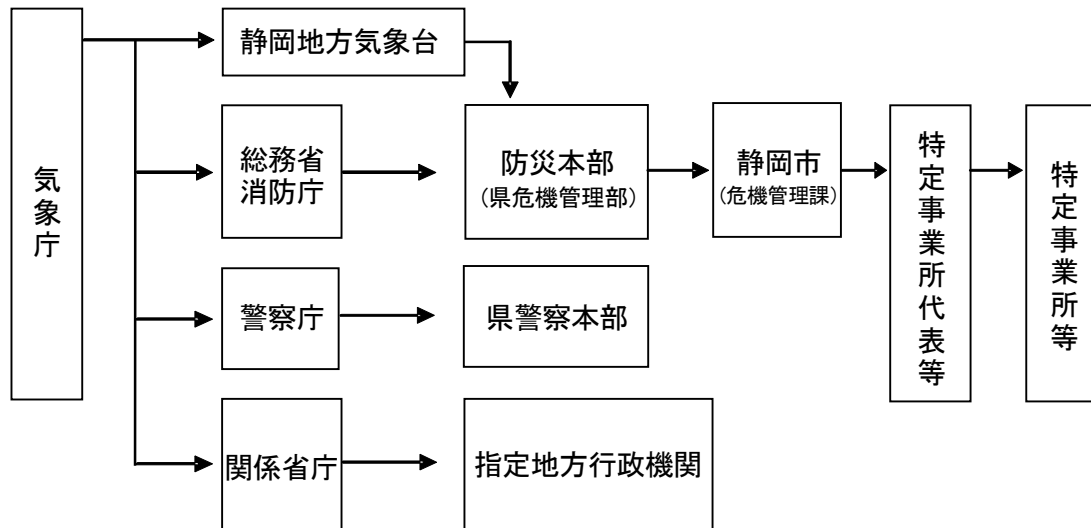 気象庁
静岡地方気象台
総務省
消防庁
防災本部
（県危機管理部）
静岡市
（危機管理課）
特定事業所代表等
特定事業所等
警察庁
県警察本部
関係省庁
指定地方行政機関